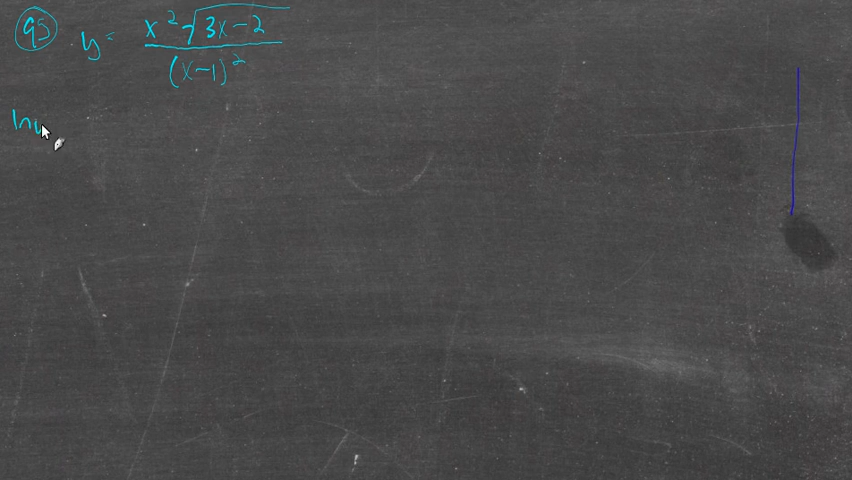 95 y = x² √3x-2
(x-1)²
ln